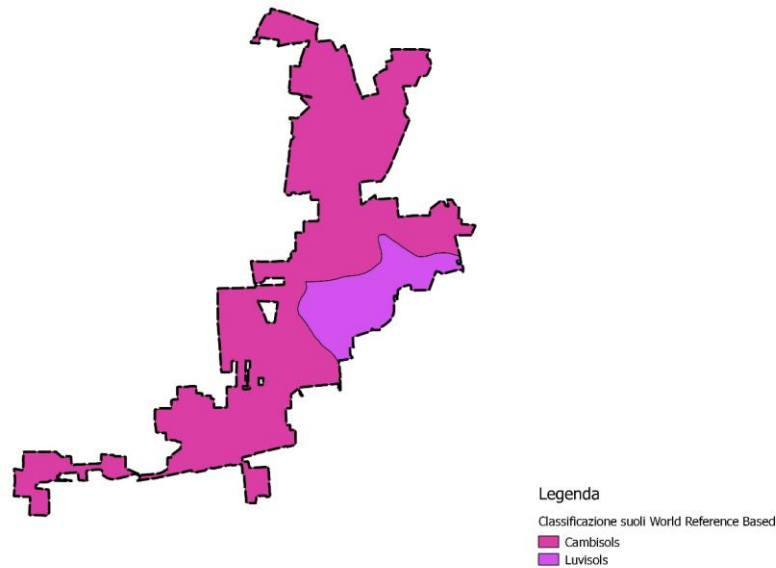 Legenda
Classificazione suoli World Reference Based
Cambisols
Luvisols